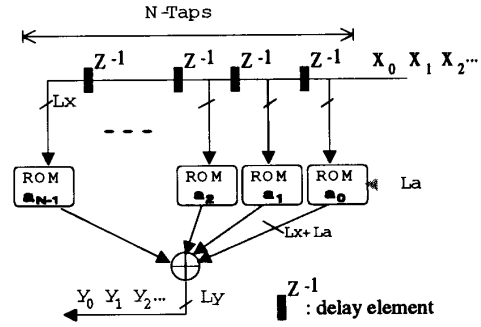 N-Taps
Z⁻¹ Z⁻¹ Z⁻¹ Z⁻¹ X₀ X₁ X₂...
Lx
ROM ROM ROM ROM
a_N-1 a₂ a₁ a₀ La
Lx+La
y₀ y₁ y₂... Ly
Z⁻¹
: delay element